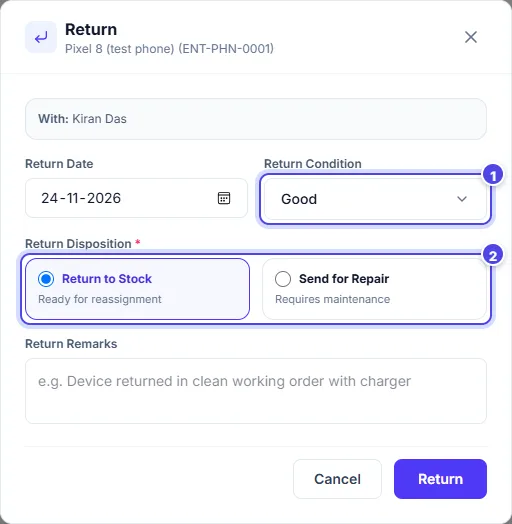 Return
Pixel 8 (test phone) (ENT-PHN-0001)
With: Kiran Das
Return Date
Return Condition
1
24-11-2026
Good
Return Disposition *
2
Return to Stock
Ready for reassignment
Send for Repair
Requires maintenance
Return Remarks
e.g. Device returned in clean working order with charger
Cancel
Return